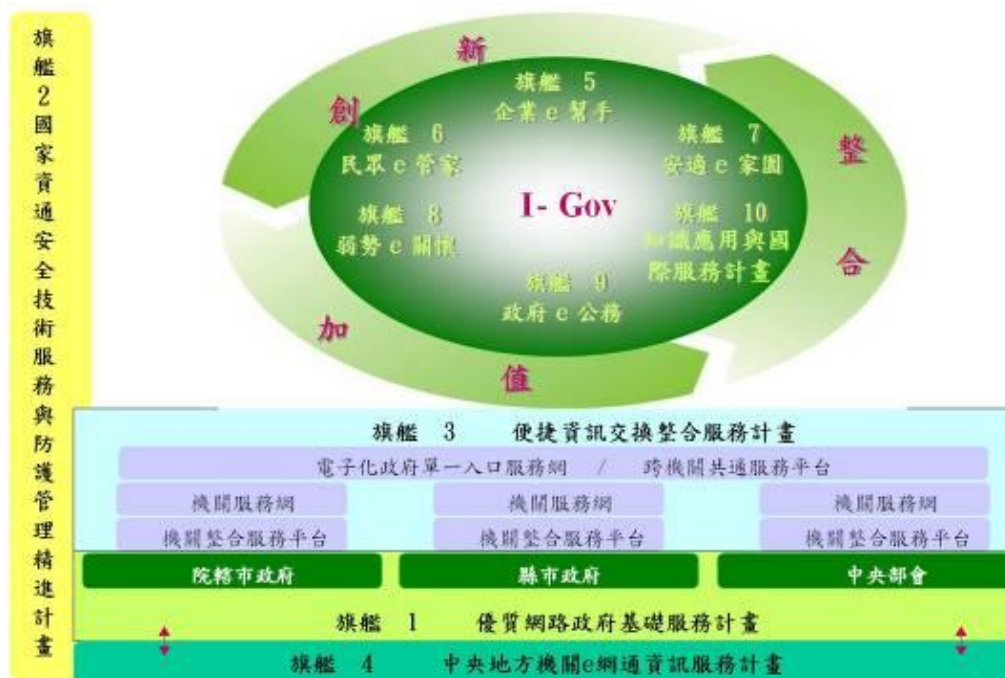 旗艦2國家資通安全技術服務與防護管理精進計畫
創新
整合
加值
旗艦 5
企業e幫手
旗艦 6
民眾e管家
旗艦 7
安適e家園
I- Gov
旗艦 8
弱勢e關懷
旗艦 10
知識應用與國
際服務計畫
旗艦 9
政府e公務
旗艦 3 便捷資訊交換整合服務計畫
電子化政府單一入口服務網 / 跨機關共通服務平台
機關服務網 機關服務網 機關服務網
機關整合服務平台 機關整合服務平台 機關整合服務平台
院轄市政府 縣市政府 中央部會
旗艦 1 優質網路政府基礎服務計畫
旗艦 4 中央地方機關e網通資訊服務計畫